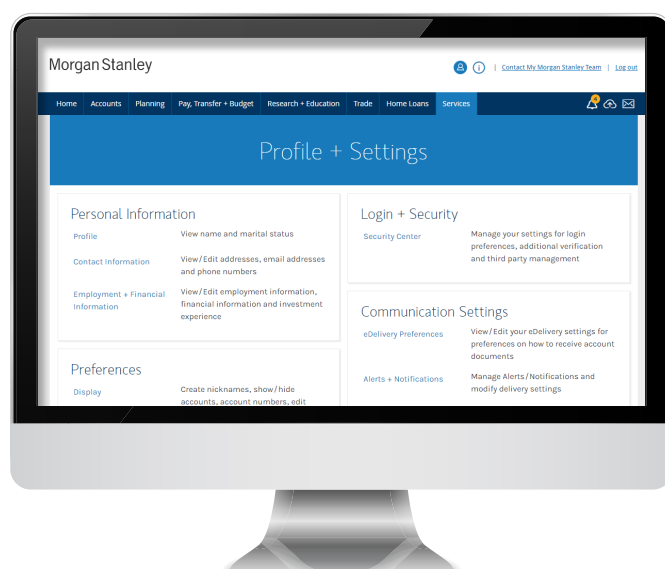 Morgan Stanley
Contact My Morgan Stanley Team | Log out
Home Accounts Planning Pay, Transfer + Budget Research + Education Trade Home Loans Services
4
Profile + Settings
Personal Information
Profile View name and marital status
Contact Information View/Edit addresses, email addresses
and phone numbers
Employment + Financial View/Edit employment information,
Information financial information and investment
experience
Preferences
Display Create nicknames, show/hide
accounts, account numbers, edit
Login + Security
Security Center Manage your settings for login
preferences, additional verification
and third party management
Communication Settings
eDelivery Preferences View/Edit your eDelivery settings for
preferences on how to receive account
documents
Alerts + Notifications Manage Alerts/Notifications and
modify delivery settings